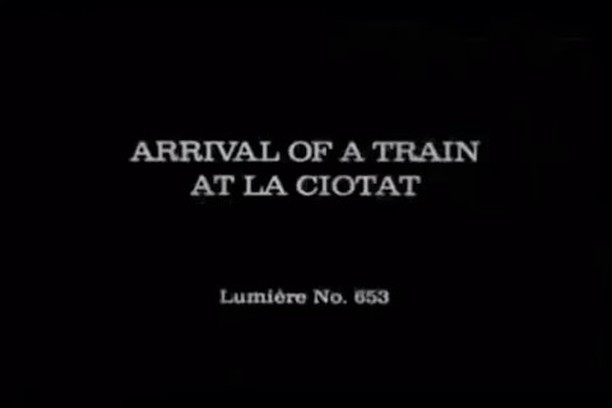 ARRIVAL OF A TRAIN
AT LA CIOTAT
Lumière No. 653